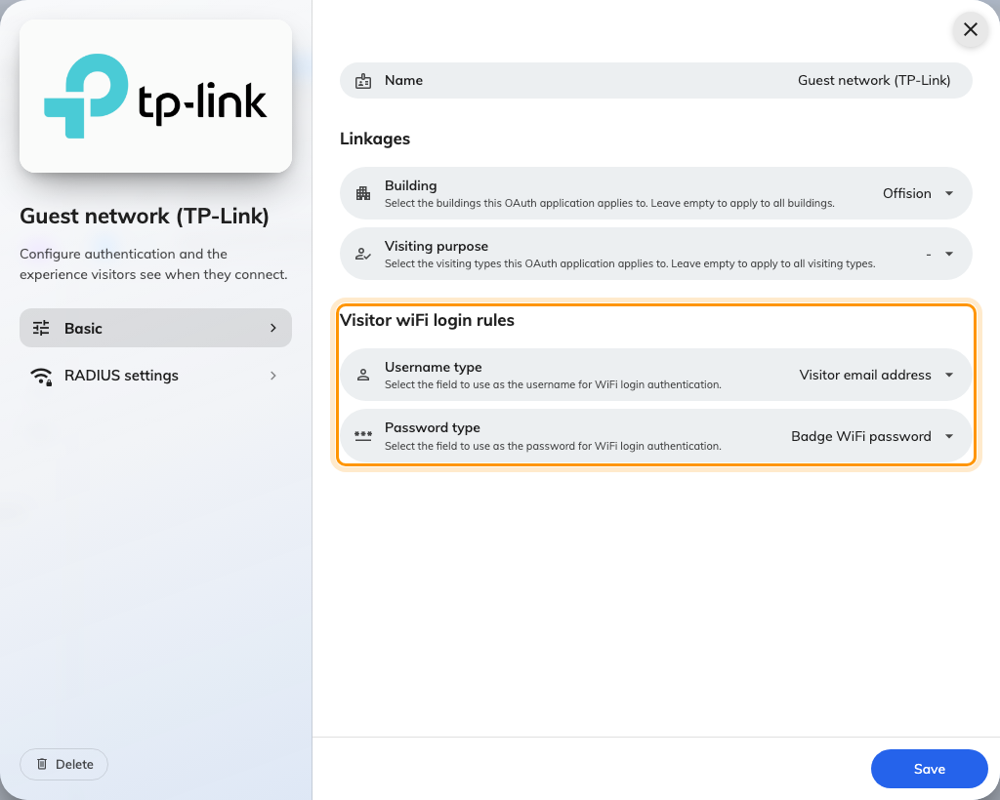 tp-link
Guest network (TP-Link)
Configure authentication and the
experience visitors see when they connect.
Basic
RADIUS settings
Delete
Name
Guest network (TP-Link)
Linkages
Building
Select the buildings this OAuth application applies to. Leave empty to apply to all buildings.
Offision
Visiting purpose
Select the visiting types this OAuth application applies to. Leave empty to apply to all visiting types.
-
Visitor wiFi login rules
Username type
Select the field to use as the username for WiFi login authentication.
Visitor email address
Password type
Select the field to use as the password for WiFi login authentication.
Badge WiFi password
Save